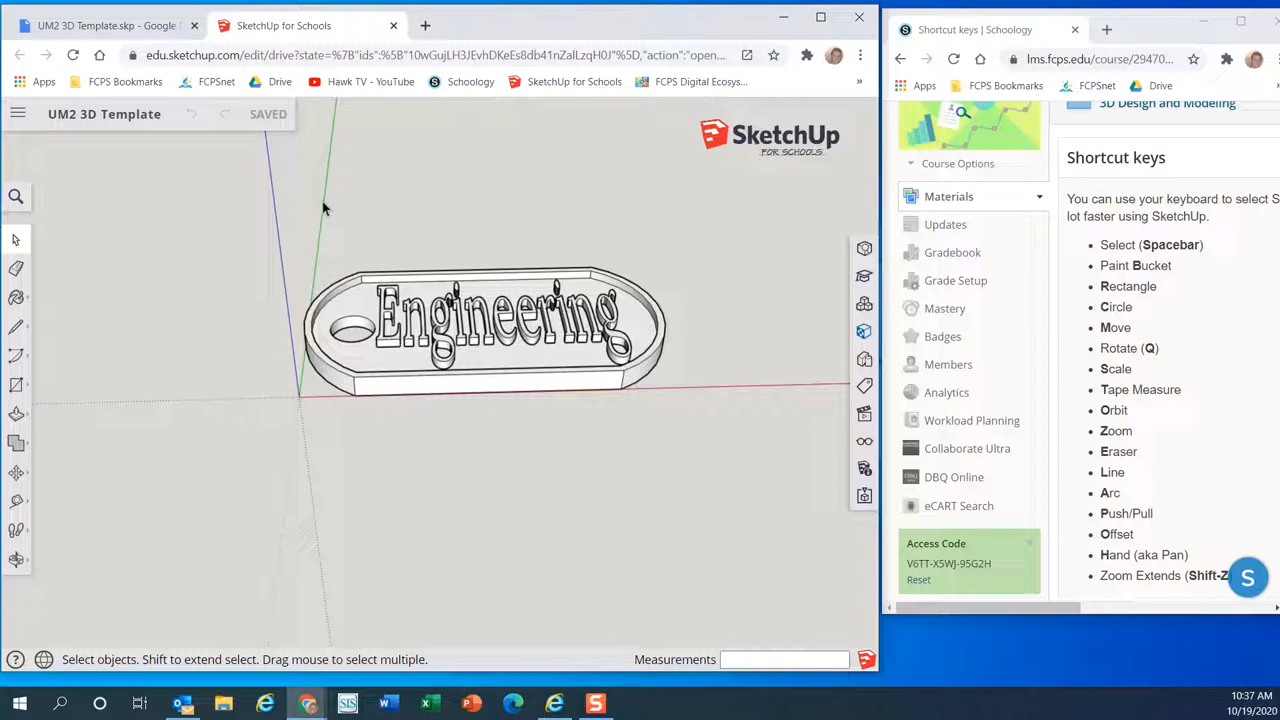 UM2 3D Template.skp - Google
SketchUp for Schools
edu.sketchup.com/edit/drive?state=%7B"ids":%5B"10wGujLH3JEvhDKeEs8db41nZalLzqH0J"%5D,"action":"open...
Apps FCPS Bookmarks FCPSnet Drive Hawk TV - YouTube Schoology SketchUp for Schools FCPS Digital Ecosy...
UM2 3D Template SAVED
SketchUp
FOR SCHOOLS
Engineering
Select objects. Shift to extend select. Drag mouse to select multiple.
Measurements
Shortcut keys | Schoology
lms.fcps.edu/course/29470...
Apps FCPS Bookmarks FCPSnet Drive
3D Design and Modeling
Course Options
Materials
Updates
Gradebook
Grade Setup
Mastery
Badges
Members
Analytics
Workload Planning
Collaborate Ultra
DBQ Online
eCART Search
Access Code
V6TT-X5WJ-95G2H
Reset
Shortcut keys
You can use your keyboard to select S
lot faster using SketchUp.
Select (Spacebar)
Paint Bucket
Rectangle
Circle
Move
Rotate (Q)
Scale
Tape Measure
Orbit
Zoom
Eraser
Line
Arc
Push/Pull
Offset
Hand (aka Pan)
Zoom Extends (Shift-Z
S
SIS
10:37 AM
10/19/2020